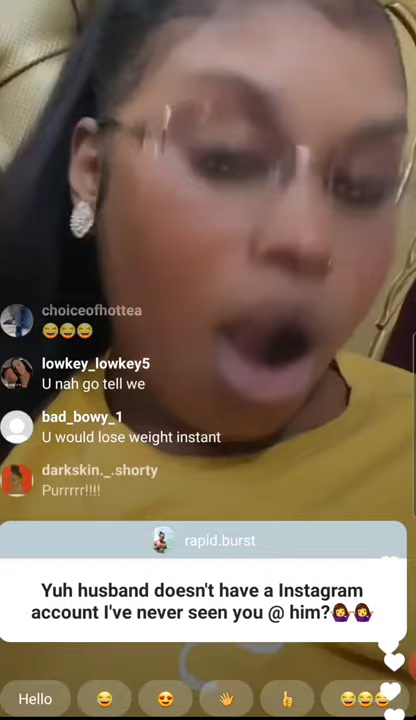 choiceofhottea
😂😂😂
lowkey_lowkey5
U nah go tell we
bad_bowy_1
U would lose weight instant
darkskin._.shorty
Purrrrr!!!!
rapid.burst
Yuh husband doesn't have a Instagram
account I've never seen you @ him?🤷‍♀️🤷‍♀️
Hello 😂 😍 👋 👍 😂😂😂